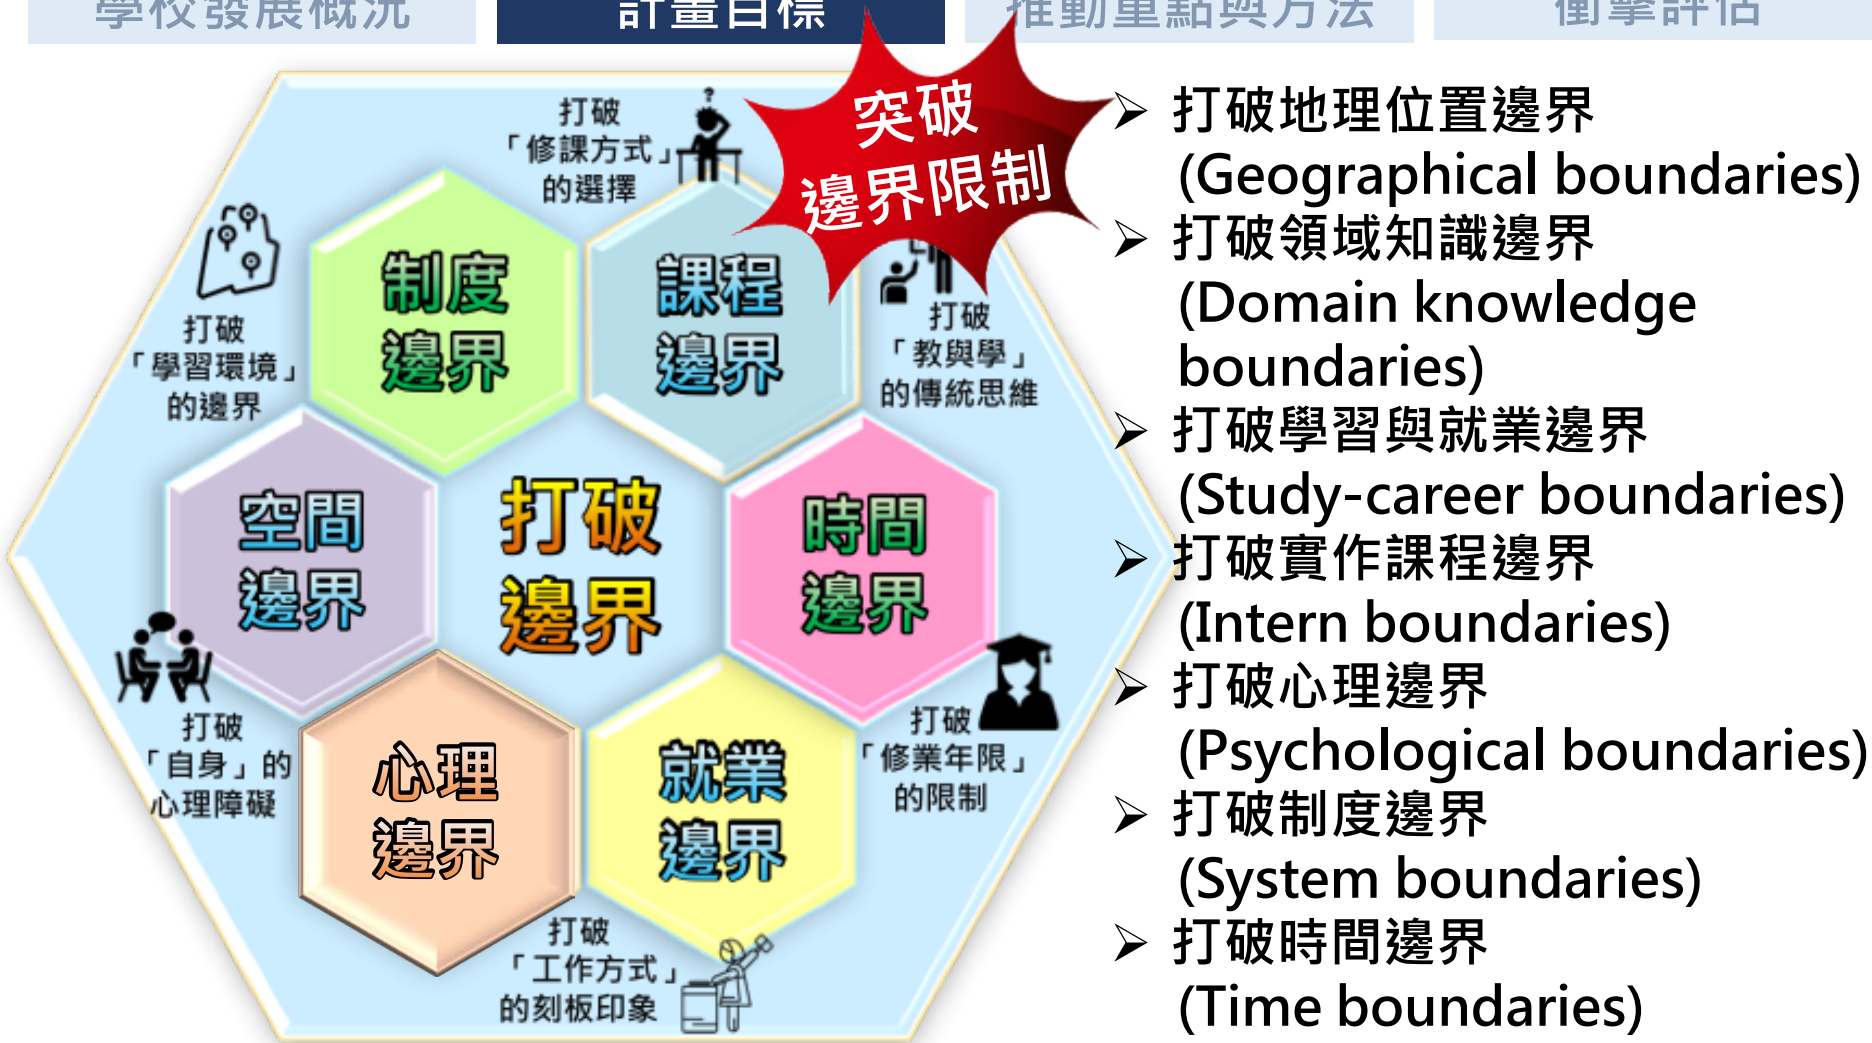 學校發展概況
計畫目標
推動重點與方法
衝擊評估
突破
邊界限制
打破
「修課方式」
的選擇
打破
「學習環境」
的邊界
制度
邊界
課程
邊界
打破
「教與學」
的傳統思維
空間
邊界
打破
邊界
時間
邊界
打破
「自身」的
心理障礙
心理
邊界
就業
邊界
打破
「修業年限」
的限制
打破
「工作方式」
的刻板印象
➢ 打破地理位置邊界
(Geographical boundaries)
➢ 打破領域知識邊界
(Domain knowledge
boundaries)
➢ 打破學習與就業邊界
(Study-career boundaries)
➢ 打破實作課程邊界
(Intern boundaries)
➢ 打破心理邊界
(Psychological boundaries)
➢ 打破制度邊界
(System boundaries)
➢ 打破時間邊界
(Time boundaries)